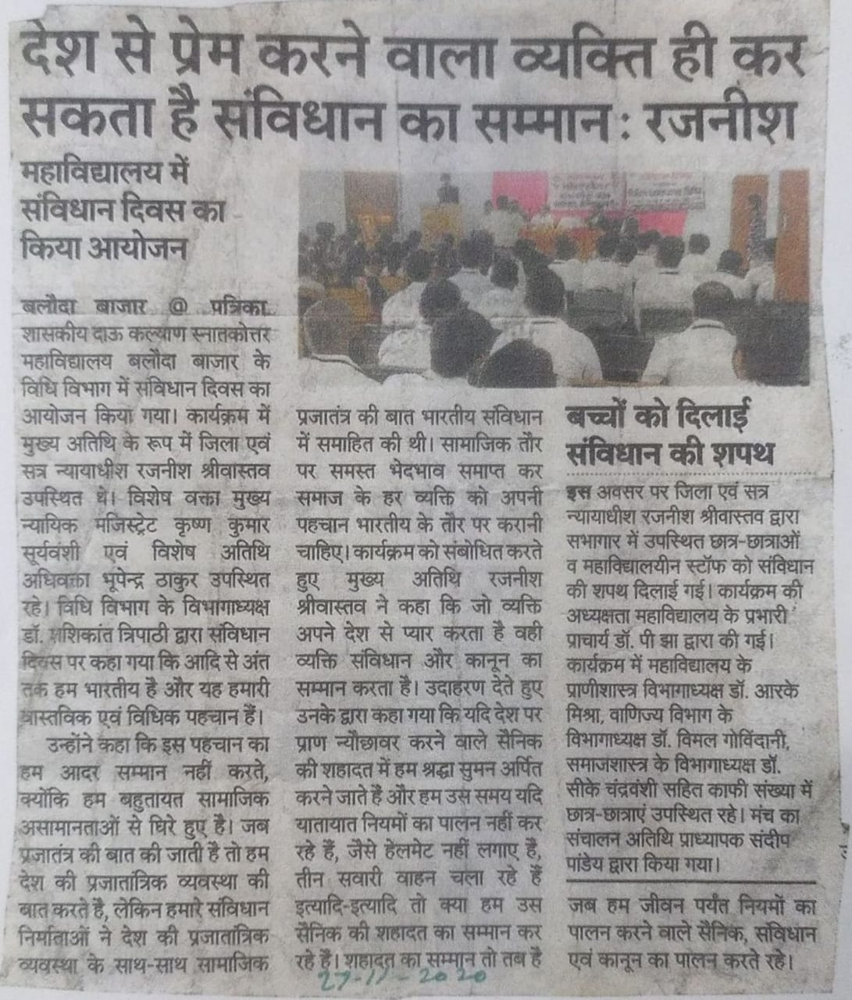 देश से प्रेम करने वाला व्यक्ति ही कर
सकता है संविधान का सम्मान : रजनीश
महाविद्यालय में
संविधान दिवस का
किया आयोजन
बलौदा बाजार @ पत्रिका
शासकीय दाऊ कल्याण स्नातकोत्तर
महाविद्यालय बलौदा बाजार के
विधि विभाग में संविधान दिवस का
आयोजन किया गया। कार्यक्रम में
मुख्य अतिथि के रूप में जिला एवं
सत्र न्यायाधीश रजनीश श्रीवास्तव
उपस्थित थे। विशेष वक्ता मुख्य
न्यायिक मजिस्ट्रेट कृष्ण कुमार
सूर्यवंशी एवं विशेष अतिथि
अधिवक्ता भूपेन्द्र ठाकुर उपस्थित
रहे। विधि विभाग के विभागाध्यक्ष
डॉ. शशिकांत त्रिपाठी द्वारा संविधान
दिवस पर कहा गया कि आदि से अंत
तक हम भारतीय है और यह हमारी
वास्तविक एवं विधिक पहचान हैं।
उन्होंने कहा कि इस पहचान का
हम आदर सम्मान नहीं करते,
क्योंकि हम बहुतायत सामाजिक
असामानताओं से घिरे हुए है। जब
प्रजातंत्र की बात की जाती है तो हम
देश की प्रजातांत्रिक व्यवस्था की
बात करते है, लेकिन हमारे संविधान
निर्माताओं ने देश की प्रजातांत्रिक
व्यवस्था के साथ-साथ सामाजिक
प्रजातंत्र की बात भारतीय संविधान
में समाहित की थी। सामाजिक तौर
पर समस्त भेदभाव समाप्त कर
समाज के हर व्यक्ति को अपनी
पहचान भारतीय के तौर पर करानी
चाहिए। कार्यक्रम को संबोधित करते
हुए मुख्य अतिथि रजनीश
श्रीवास्तव ने कहा कि जो व्यक्ति
अपने देश से प्यार करता है वही
व्यक्ति संविधान और कानून का
सम्मान करता है। उदाहरण देते हुए
उनके द्वारा कहा गया कि यदि देश पर
प्राण न्यौछावर करने वाले सैनिक
की शहादत में हम श्रद्धा सुमन अर्पित
करने जाते हैं और हम उस समय यदि
यातायात नियमों का पालन नहीं कर
रहे हैं, जैसे हेलमेट नहीं लगाए है,
तीन सवारी वाहन चला रहे हैं
इत्यादि-इत्यादि तो क्या हम उस
सैनिक की शहादत का सम्मान कर
रहे हैं। शहादत का सम्मान तो तब है
बच्चों को दिलाई
संविधान की शपथ
इस अवसर पर जिला एवं सत्र
न्यायाधीश रजनीश श्रीवास्तव द्वारा
सभागार में उपस्थित छात्र-छात्राओं
व महाविद्यालयीन स्टॉफ को संविधान
की शपथ दिलाई गई। कार्यक्रम की
अध्यक्षता महाविद्यालय के प्रभारी
प्राचार्य डॉ. पी झा द्वारा की गई।
कार्यक्रम में महाविद्यालय के
प्राणीशास्त्र विभागाध्यक्ष डॉ. आरके
मिश्रा, वाणिज्य विभाग के
विभागाध्यक्ष डॉ. विमल गोविंदानी,
समाजशास्त्र के विभागाध्यक्ष डॉ.
सीके चंद्रवंशी सहित काफी संख्या में
छात्र-छात्राएं उपस्थित रहे। मंच का
संचालन अतिथि प्राध्यापक संदीप
पांडेय द्वारा किया गया।
जब हम जीवन पर्यंत नियमों का
पालन करने वाले सैनिक, संविधान
एवं कानून का पालन करते रहे।
27-11-2020